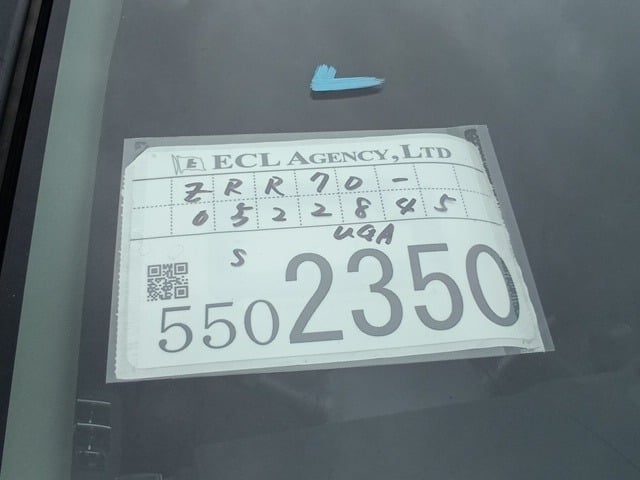 E ECL AGENCY, LTD
ZRR70-
0522845
UGA
S
5502350